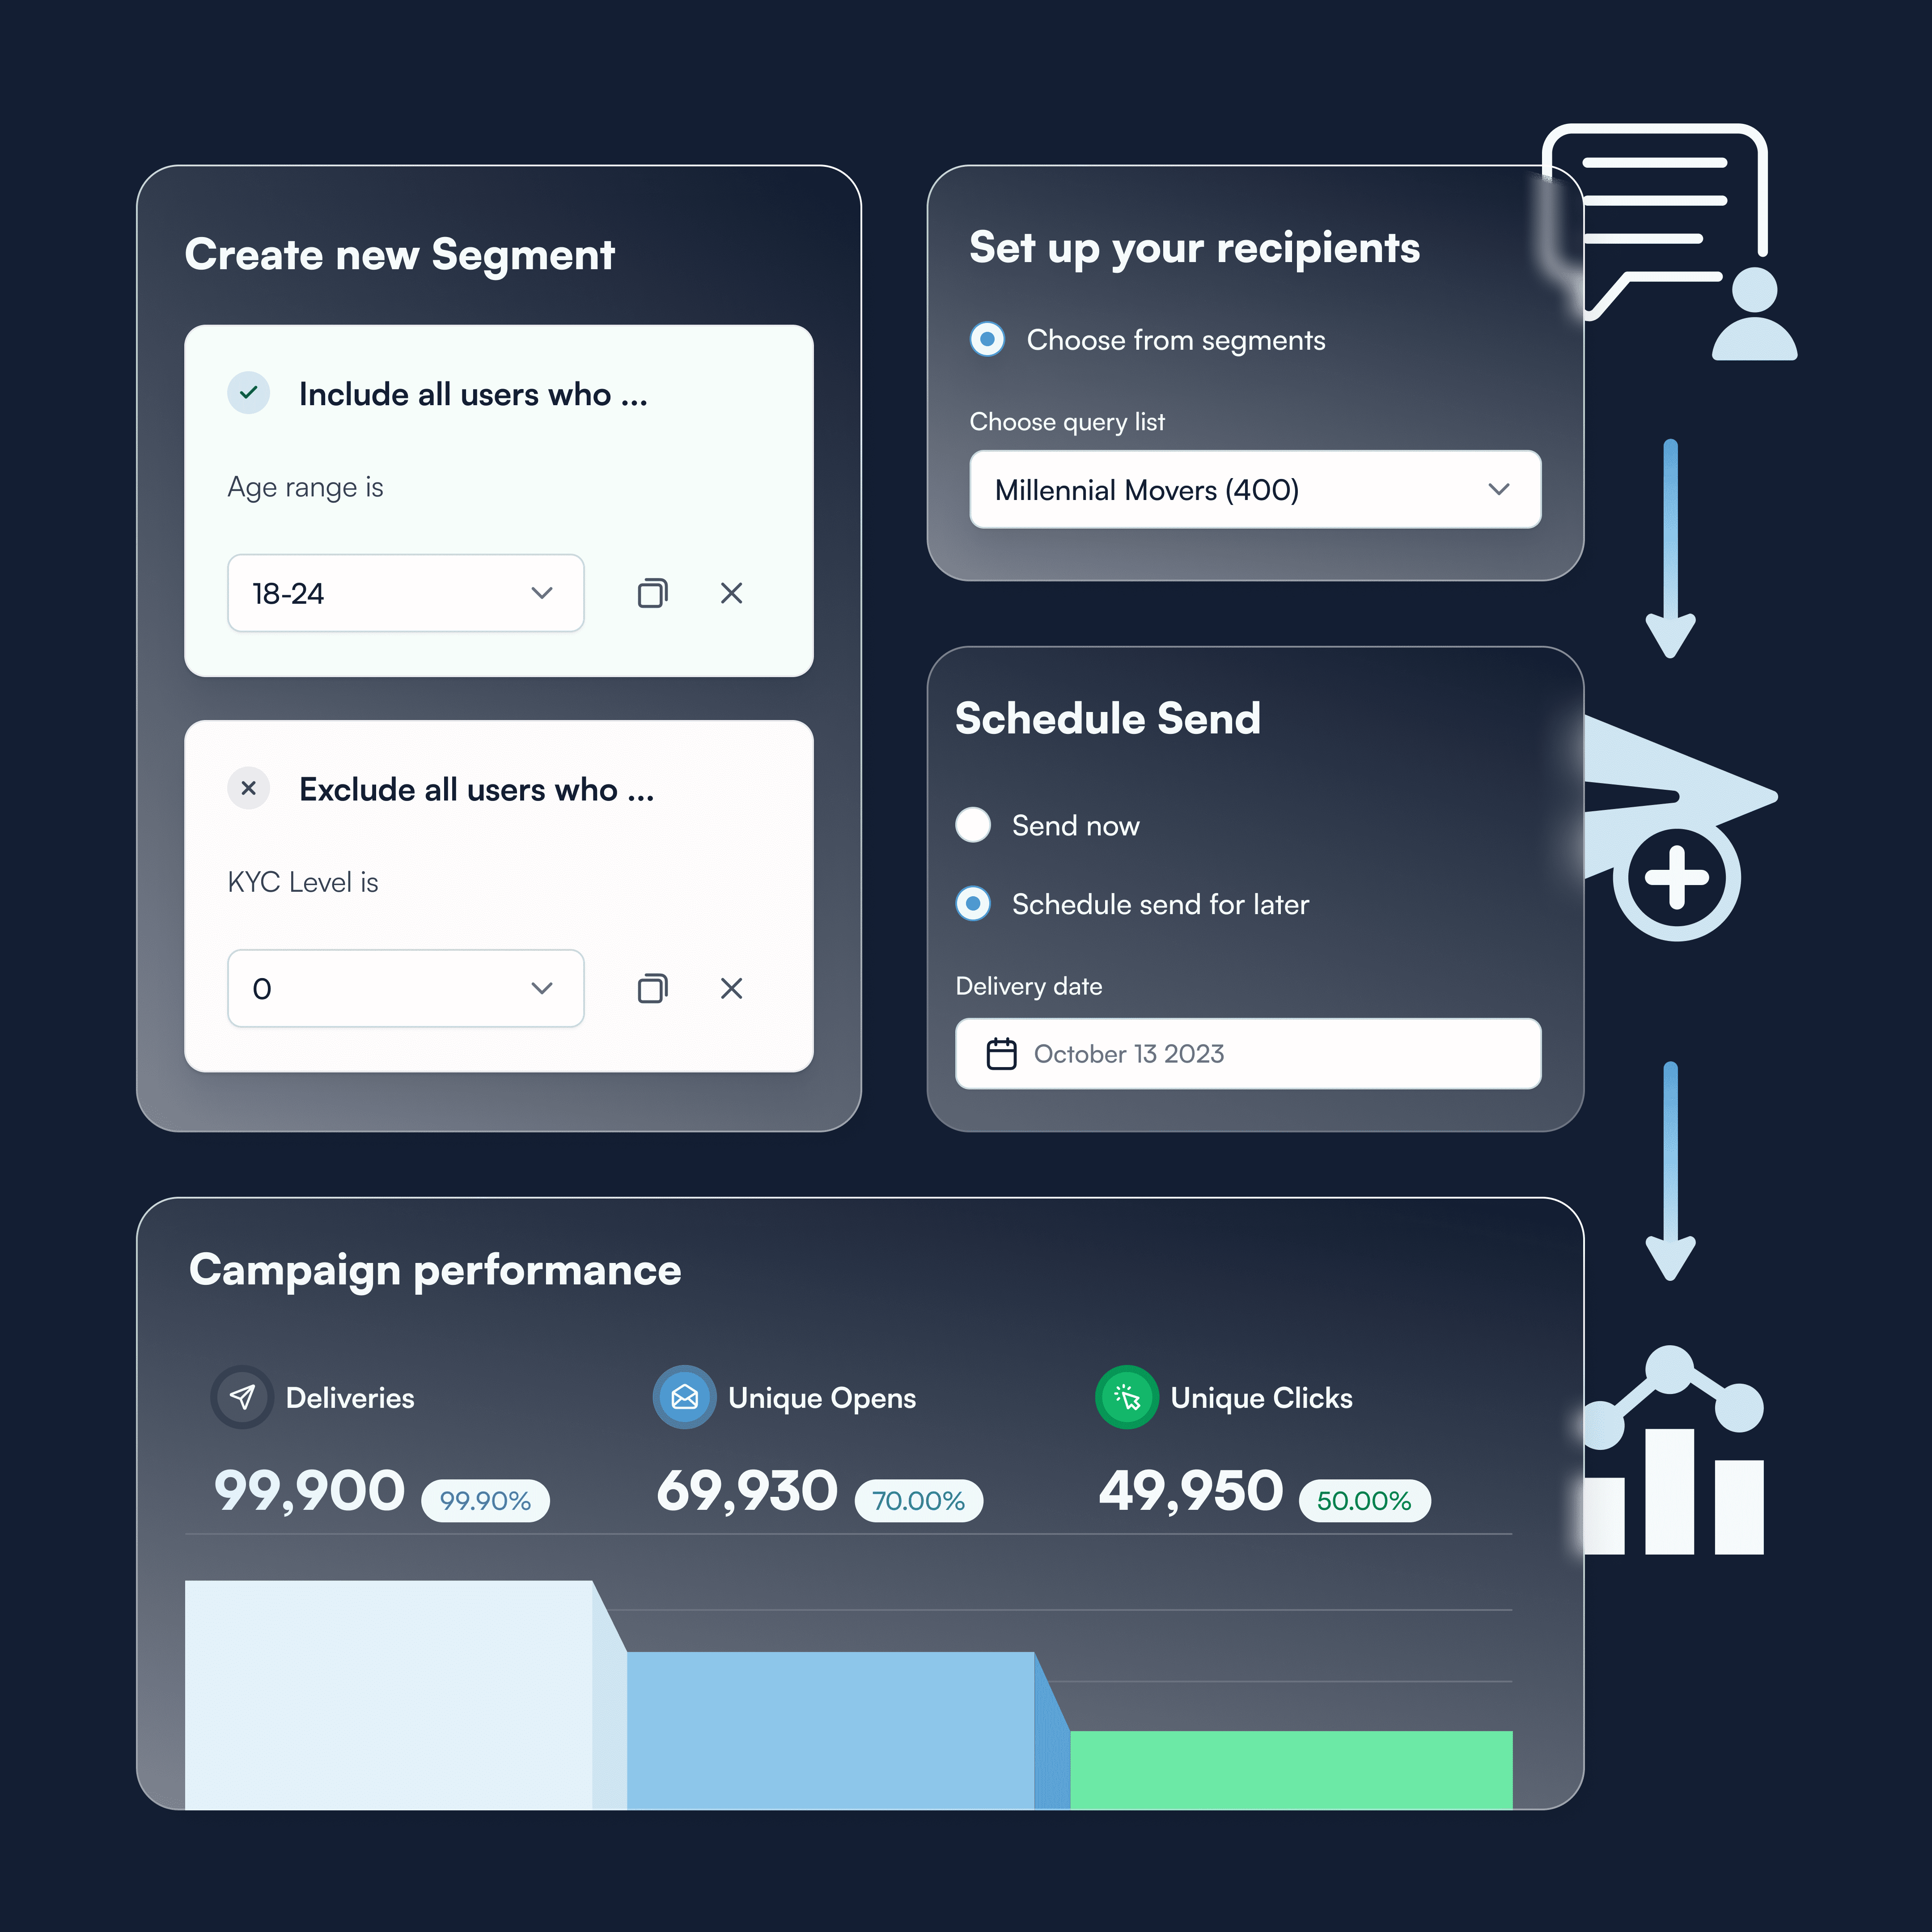 Create new Segment
Include all users who ...
Age range is
18-24
Exclude all users who ...
KYC Level is
0
Set up your recipients
Choose from segments
Choose query list
Millennial Movers (400)
Schedule Send
Send now
Schedule send for later
Delivery date
October 13 2023
Campaign performance
Deliveries
99,900 99.90%
Unique Opens
69,930 70.00%
Unique Clicks
49,950 50.00%